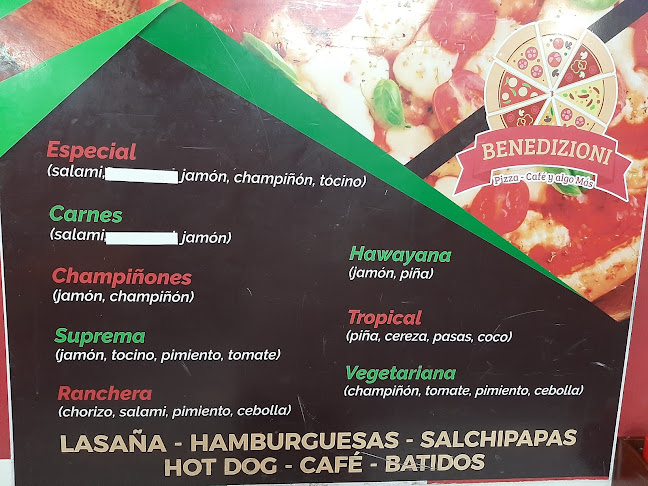 BENEDIZIONI
Pizza - Café y algo Más
Especial
(salami, jamón, champiñón, tocino)
Carnes
(salami, jamón)
Champiñones
(jamón, champiñón)
Suprema
(jamón, tocino, pimiento, tomate)
Ranchera
(chorizo, salami, pimiento, cebolla)
Hawayana
(jamón, piña)
Tropical
(piña, cereza, pasas, coco)
Vegetariana
(champiñón, tomate, pimiento, cebolla)
LASAÑA - HAMBURGUESAS - SALCHIPAPAS
HOT DOG - CAFÉ - BATIDOS